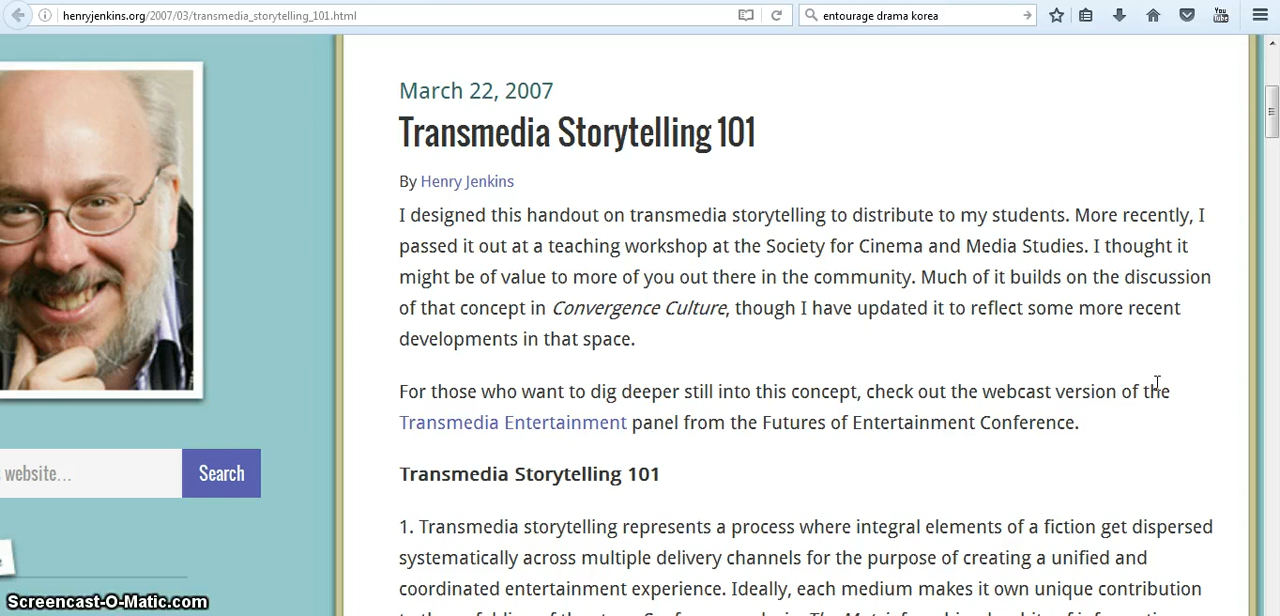 henryjenkins.org/2007/03/transmedia_storytelling_101.html
entourage drama korea
You
Tube
March 22, 2007
Transmedia Storytelling 101
By Henry Jenkins
I designed this handout on transmedia storytelling to distribute to my students. More recently, I
passed it out at a teaching workshop at the Society for Cinema and Media Studies. I thought it
might be of value to more of you out there in the community. Much of it builds on the discussion
of that concept in Convergence Culture, though I have updated it to reflect some more recent
developments in that space.
For those who want to dig deeper still into this concept, check out the webcast version of the
Transmedia Entertainment panel from the Futures of Entertainment Conference.
website...
Search
Transmedia Storytelling 101
1. Transmedia storytelling represents a process where integral elements of a fiction get dispersed
systematically across multiple delivery channels for the purpose of creating a unified and
coordinated entertainment experience. Ideally, each medium makes it own unique contribution
Screencast-O-Matic.com